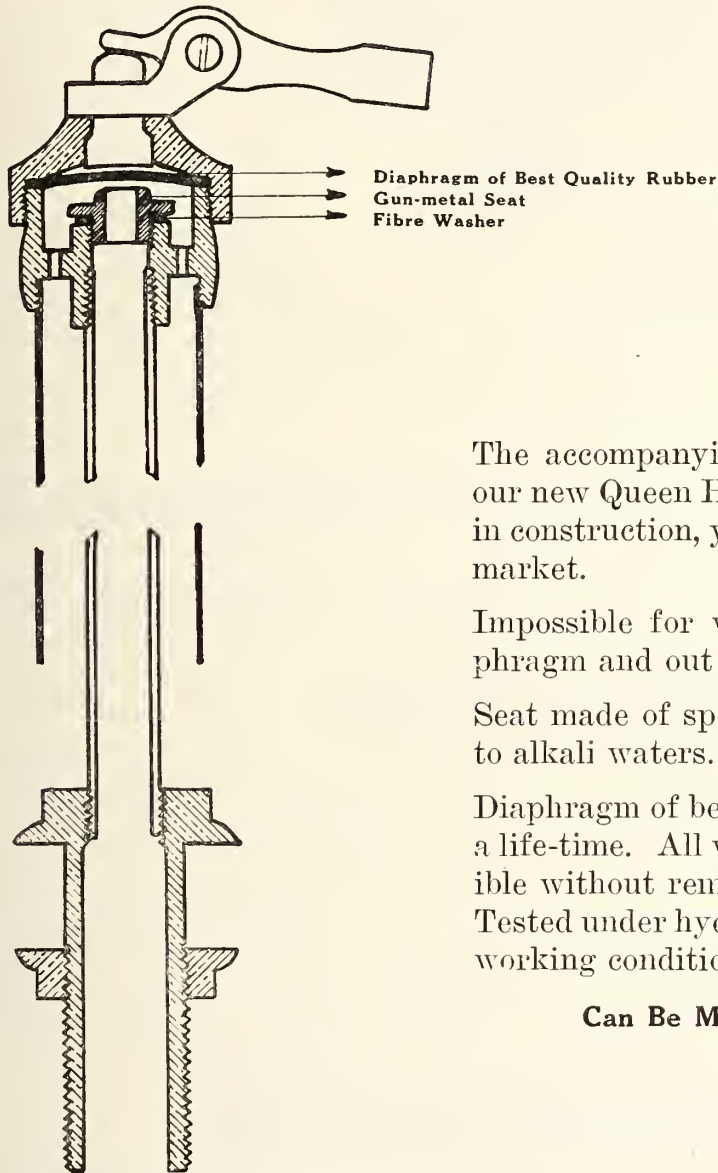 Diaphragm of Best Quality Rubber
Gun-metal Seat
Fibre Washer
The accompanyi
our new Queen
in construction,
market.
Impossible for
phragm and out
Seat made of sp
to alkali waters.
Diaphragm of be
a life-time. All
ible without ren
Tested under hyd
working conditio
Can Be M